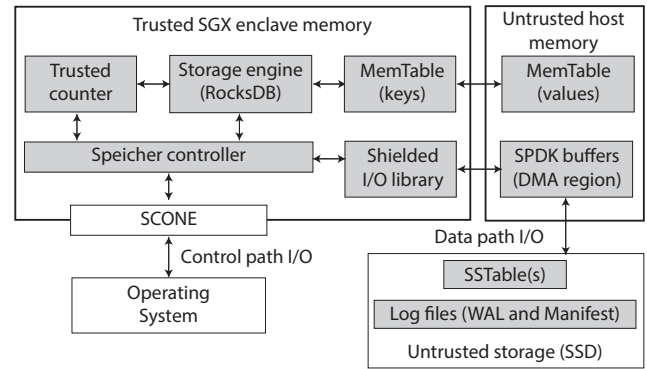 Trusted SGX enclave memory
Untrusted host
memory
Trusted
counter
Storage engine
(RocksDB)
MemTable
(keys)
MemTable
(values)
Speicher controller
Shielded
I/O library
SPDK buffers
(DMA region)
SCONE
Data path I/O
Control path I/O
SSTable(s)
Operating
System
Log files (WAL and Manifest)
Untrusted storage (SSD)